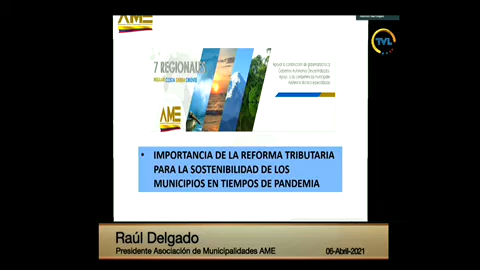 AME
TVL
7 REGIONALES
AME
• IMPORTANCIA DE LA REFORMA TRIBUTARIA
PARA LA SOSTENIBILIDAD DE LOS
MUNICIPIOS EN TIEMPOS DE PANDEMIA
Raúl Delgado
Presidente Asociación de Municipalidades AME
06-Abril-2021